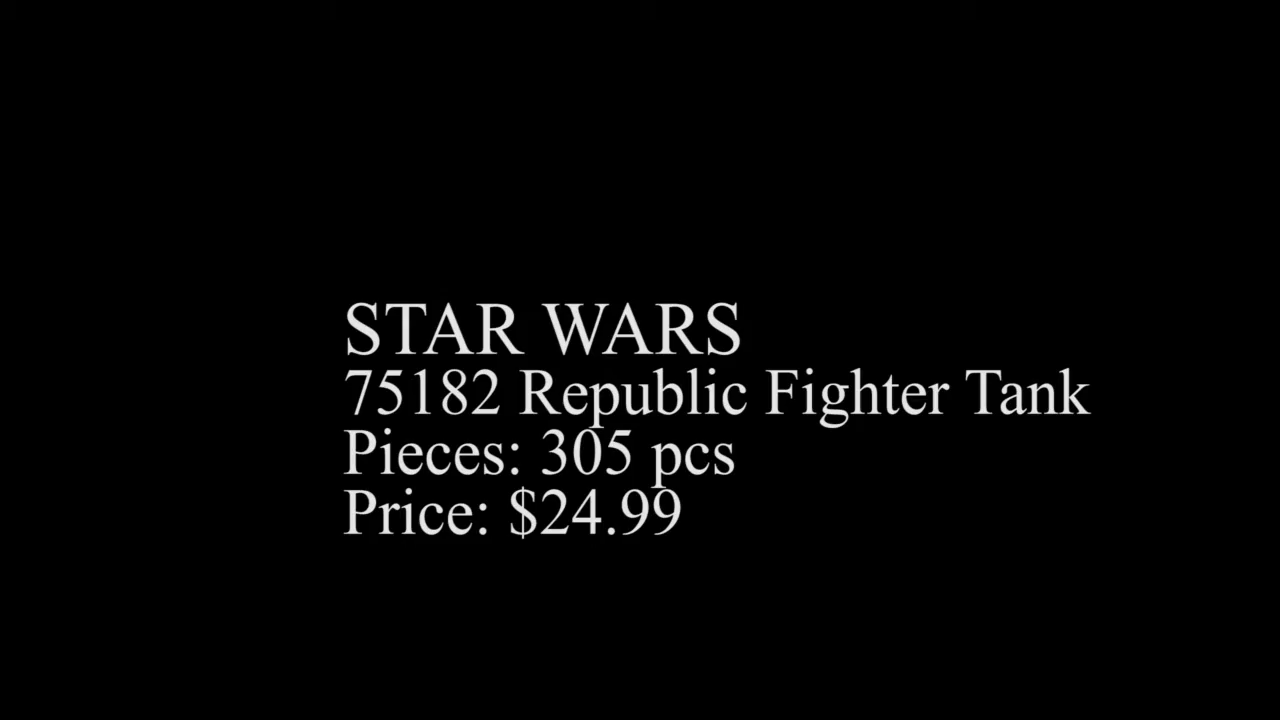 STAR WARS
75182 Republic Fighter Tank
Pieces: 305 pcs
Price: $24.99